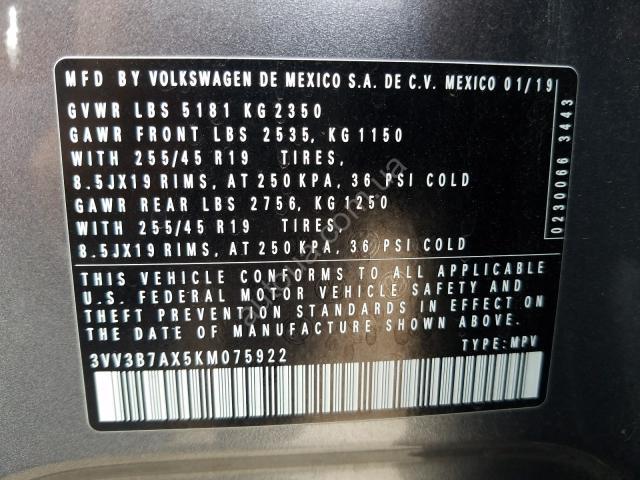 MFD BY VOLKSWAGEN DE MEXICO S.A. DE C.V. MEXICO 01/19
GVWR LBS 5181 KG 2350
GAWR FRONT LBS 2535, KG 1150
WITH 255/45 R19 TIRES,
8.5JX19 RIMS, AT 250 KPA, 36 PSI COLD
GAWR REAR LBS 2756, KG 1250
WITH 255/45 R19 TIRES,
8.5JX19 RIMS, AT 250 KPA, 36 PSI COLD
0230066 3443
THIS VEHICLE CONFORMS TO ALL APPLICABLE
U.S. FEDERAL MOTOR VEHICLE SAFETY AND
THEFT PREVENTION STANDARDS IN EFFECT ON
THE DATE OF MANUFACTURE SHOWN ABOVE.
3VV3B7AX5KM075922 TYPE: MPV
autoua.com.ua